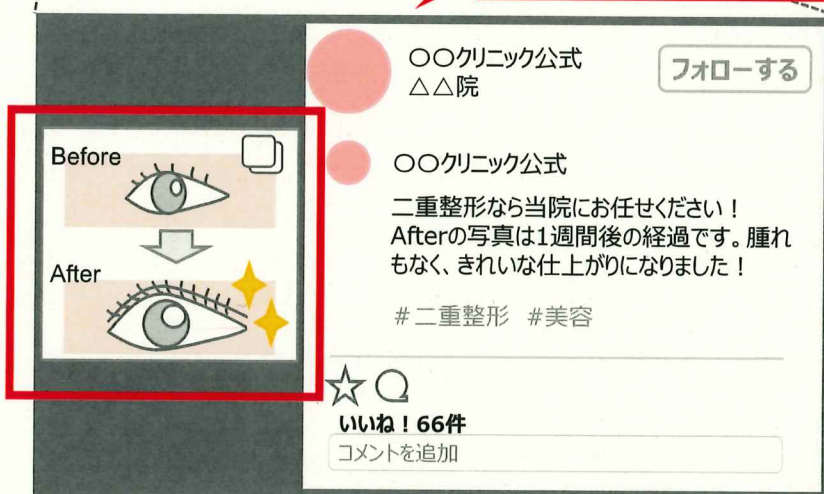 〇〇クリニック公式
△△院
フォローする
Before
After
〇〇クリニック公式
二重整形なら当院にお任せください！
Afterの写真は1週間後の経過です。腫れ
もなく、きれいな仕上がりになりました！
#二重整形 #美容
いいね！66件
コメントを追加